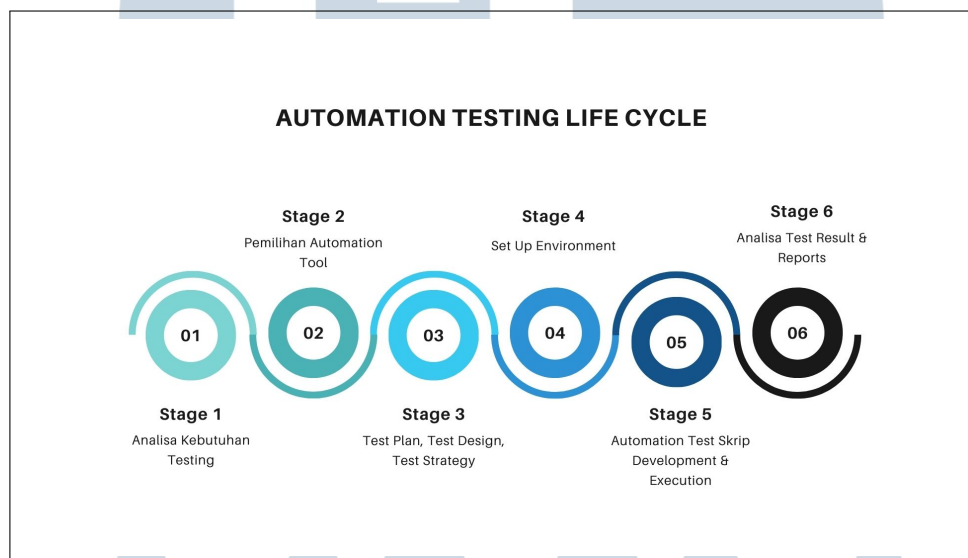 AUTOMATION TESTING LIFE CYCLE
01
Stage 1
Analisa Kebutuhan
Testing
Stage 2
Pemilihan Automation
Tool
02
03
Stage 3
Test Plan, Test Design,
Test Strategy
Stage 4
Set Up Environment
04
05
Stage 5
Automation Test Skrip
Development &
Execution
Stage 6
Analisa Test Result &
Reports
06